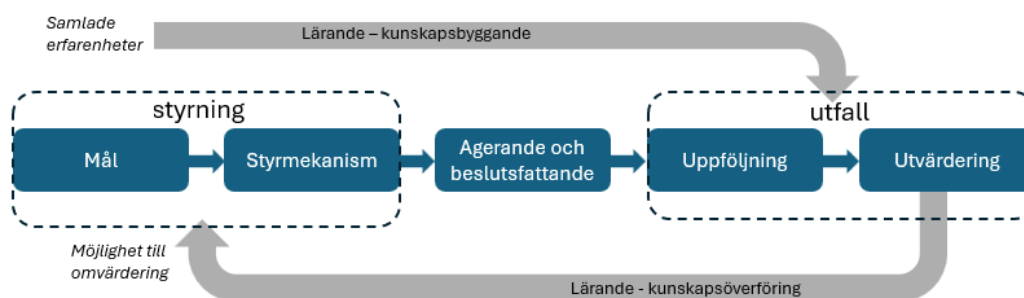 Samlade
erfarenheter
Lärande – kunskapsbyggande
styrning
utfall
Mål
Styrmekanism
Agerande och
beslutsfattande
Uppföljning
Utvärdering
Möjlighet till
omvärdering
Lärande - kunskapsöverföring